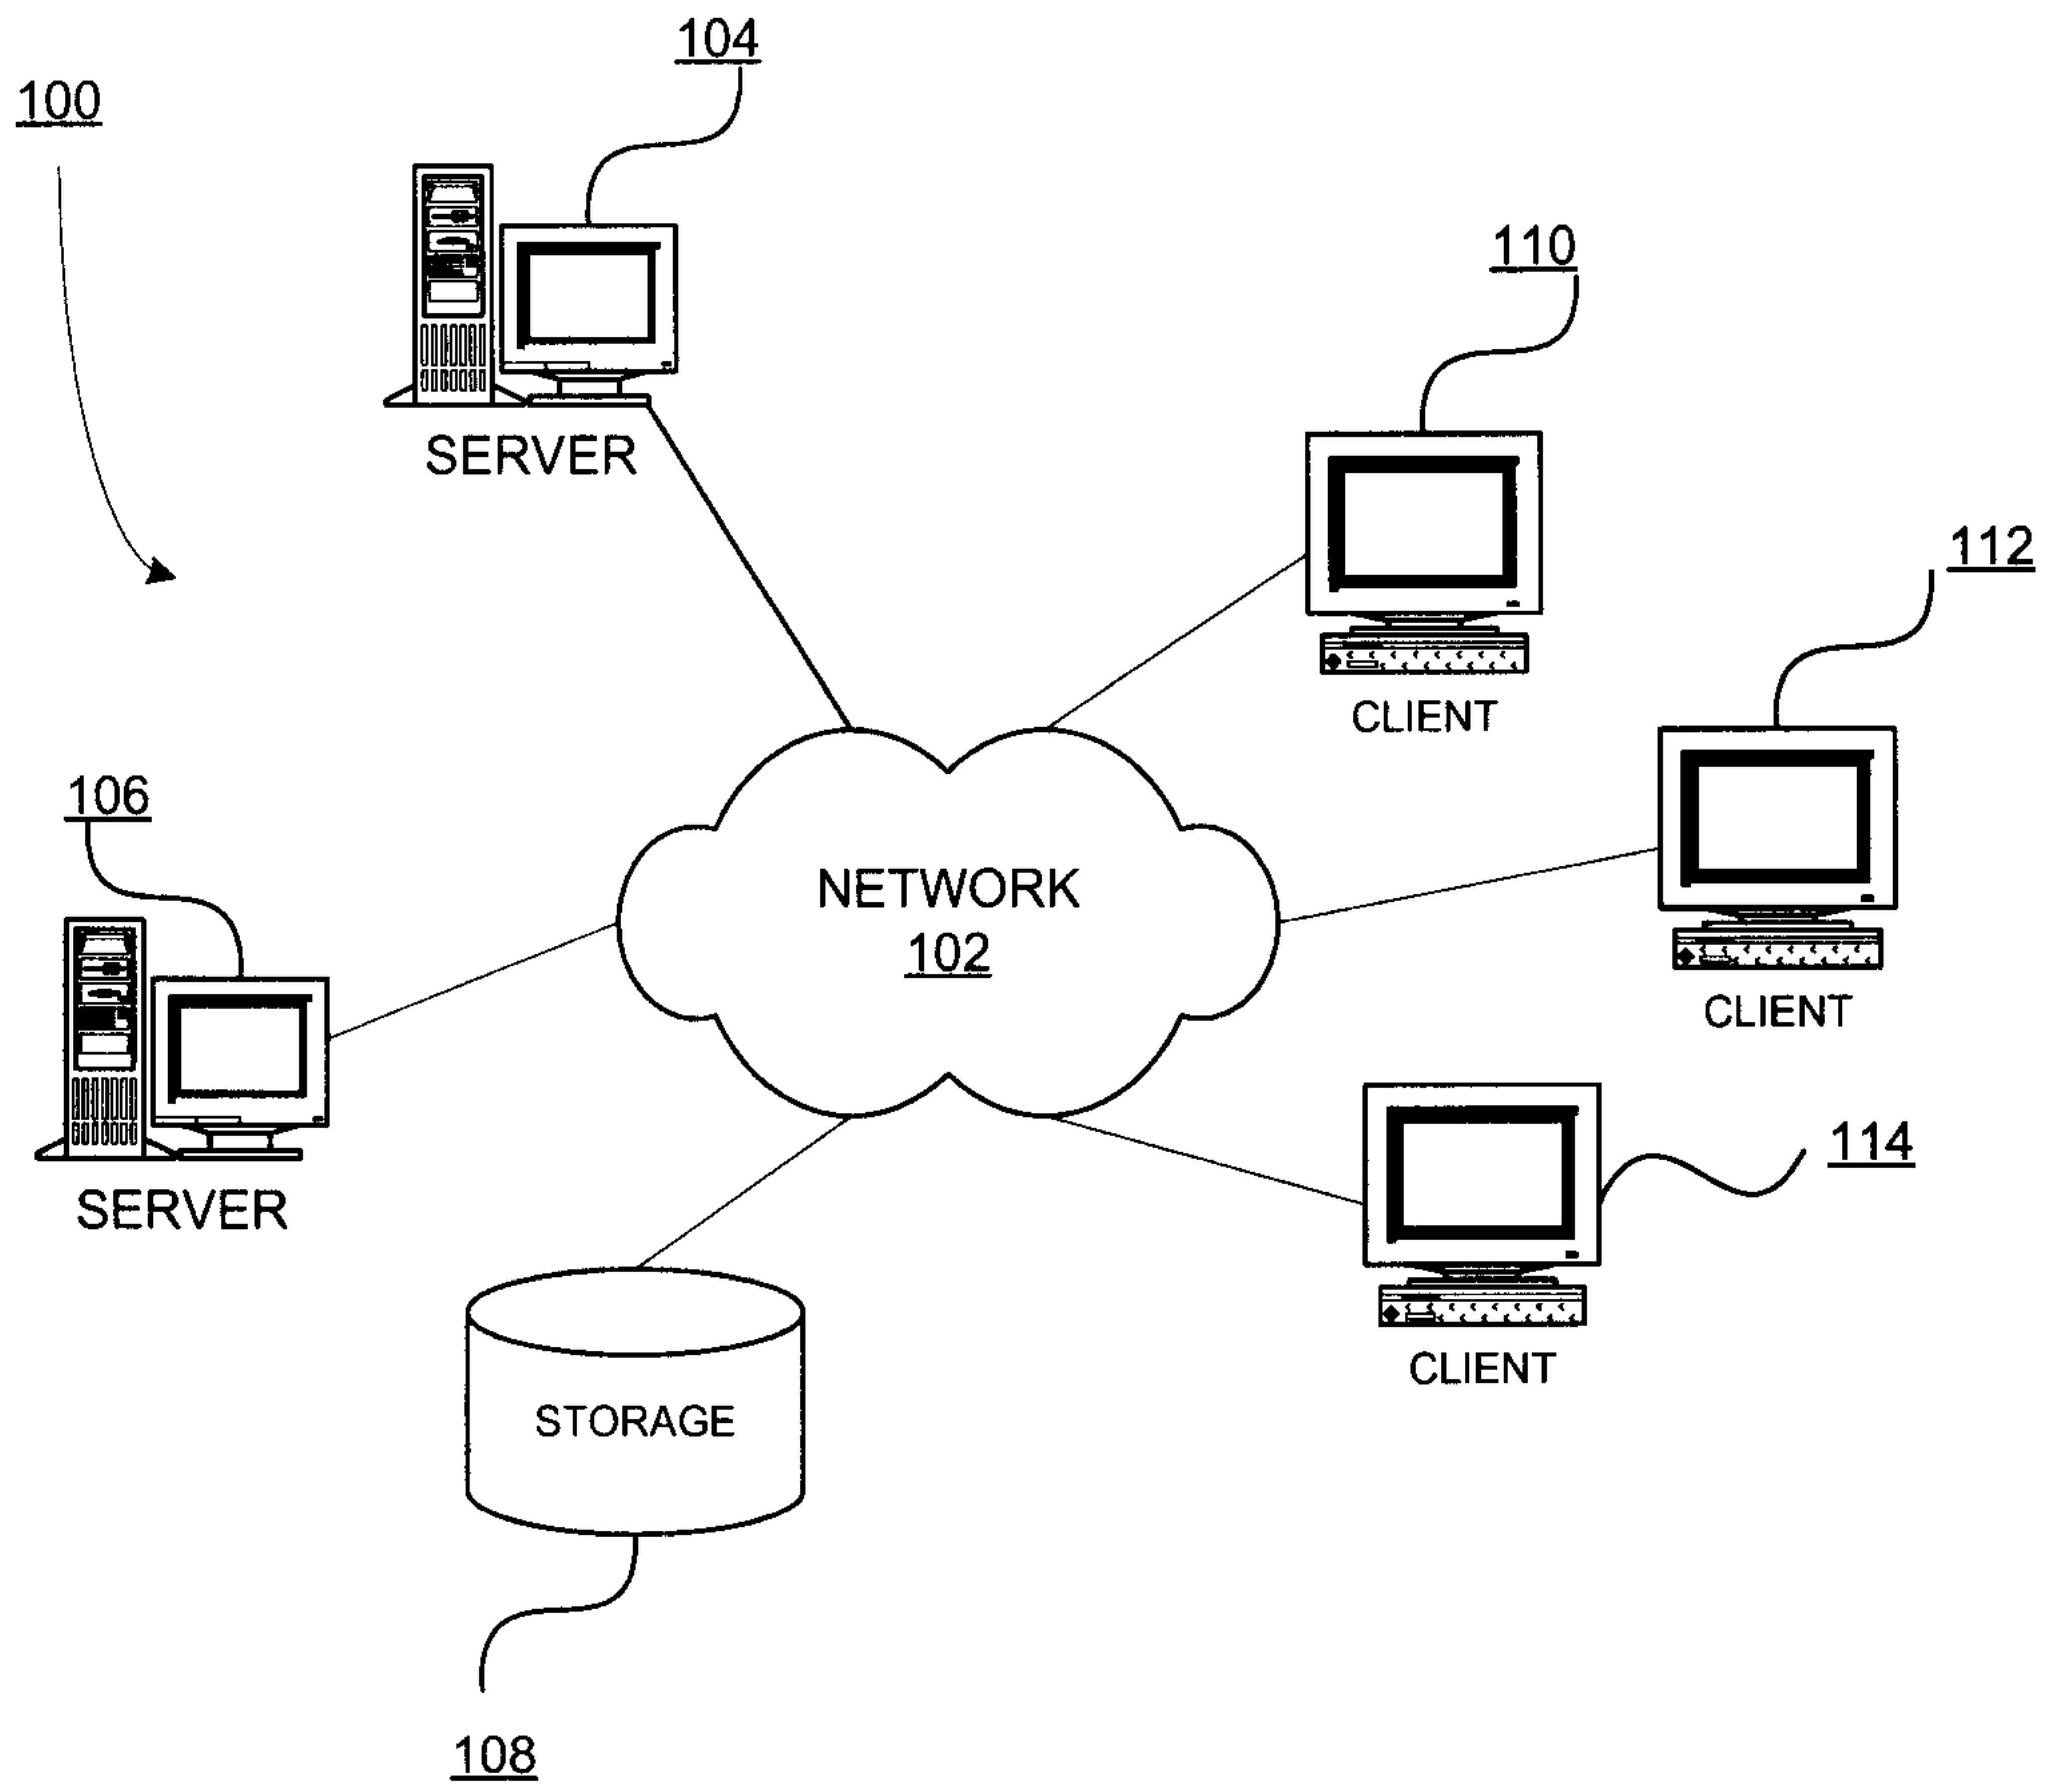 104
100
110
SERVER
112
CLIENT
106
NETWORK
102
CLIENT
114
SERVER
CLIENT
STORAGE
108